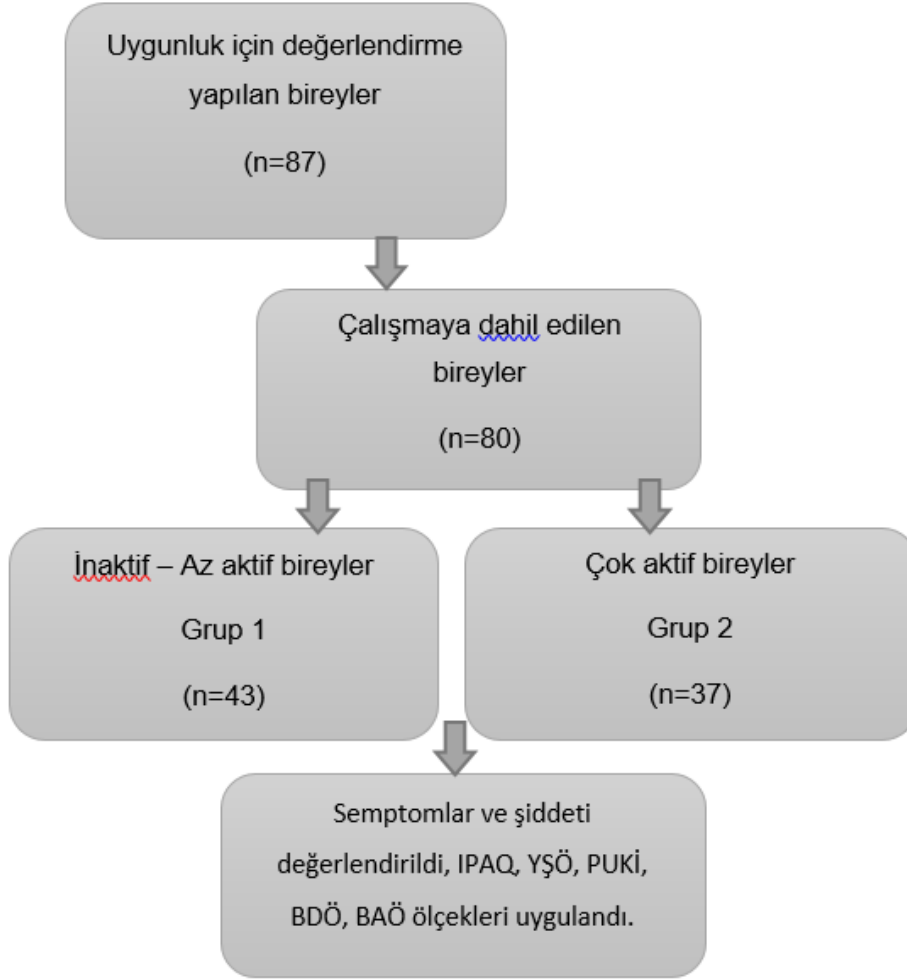 Uygunluk için değerlendirme
yapılan bireyler
(n=87)
Çalışmaya dahil edilen
bireyler
(n=80)
İnaktif – Az aktif bireyler
Grup 1
(n=43)
Çok aktif bireyler
Grup 2
(n=37)
Semptomlar ve şiddeti
değerlendirildi, IPAQ, YŞÖ, PUKİ,
BDÖ, BAÖ ölçekleri uygulandı.